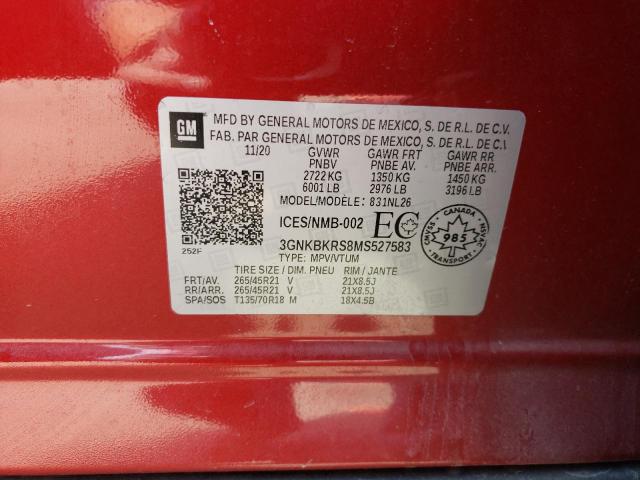 GM
MFD BY GENERAL MOTORS DE MEXICO, S. DE R.L. DE C.V.
FAB. PAR GENERAL MOTORS DE MEXICO, S. DE R.L. DE C.V
11/20 GVWR GAWR FRT GAWR RR
PNBV PNBE AV. PNBE ARR.
2722 KG 1350 KG 1450 KG
6001 LB 2976 LB 3196 LB
MODEL/MODÈLE: 831NL26
ICES/NMB-002 EC
3GNKBKRS8MS527583
TYPE: MPV/VTUM
252F
CANADA
CMVSS 985 NSVAC
TIRE SIZE / DIM. PNEU RIM / JANTE
FRT/AV. 265/45R21 V 21X8.5J
RR/ARR. 265/45R21 V 21X8.5J
SPA/SOS T135/70R18 M 18X4.5B